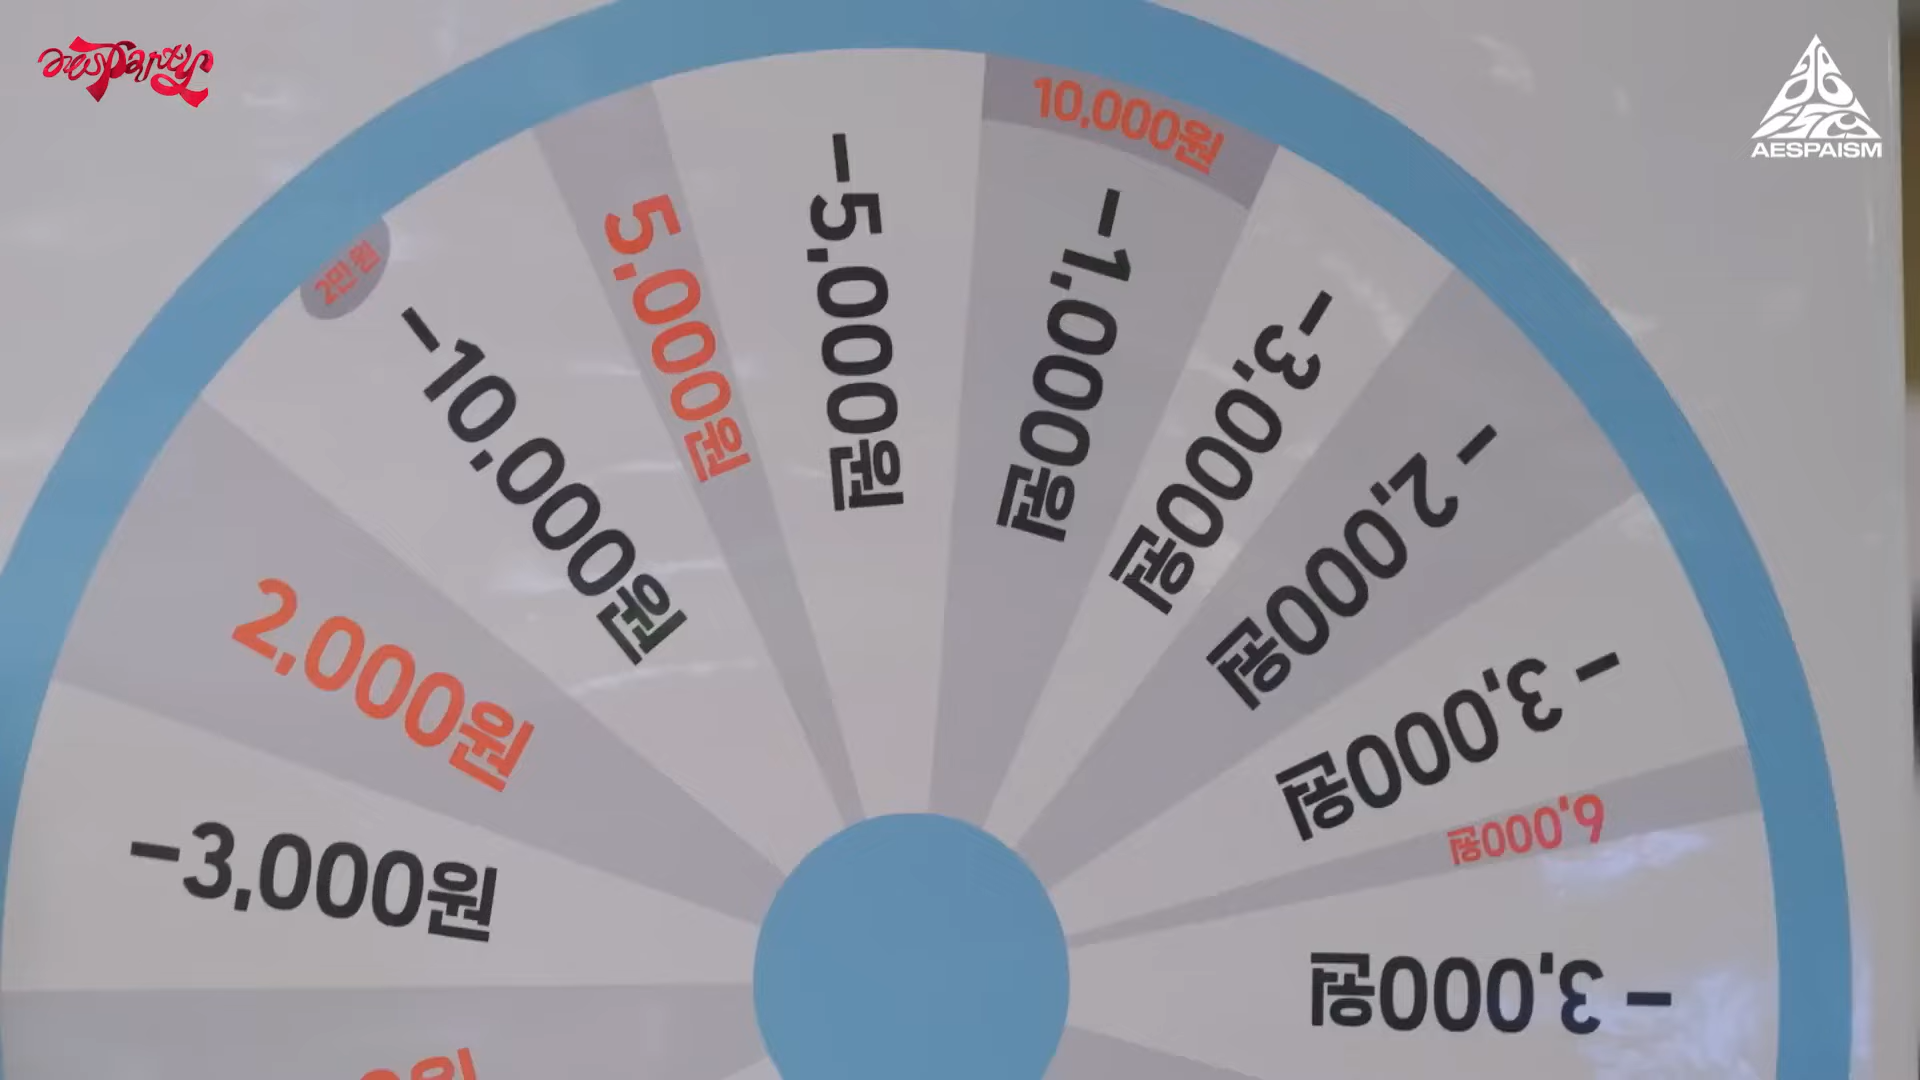 aesparty
AESPAISM
10,000원
-5,000원
5,000원
-1,000원
2만 원
-10.000원
-3,000원
-2,000원
2,000원
-3,000원
6,000원
-3,000원
-3,000원
0원